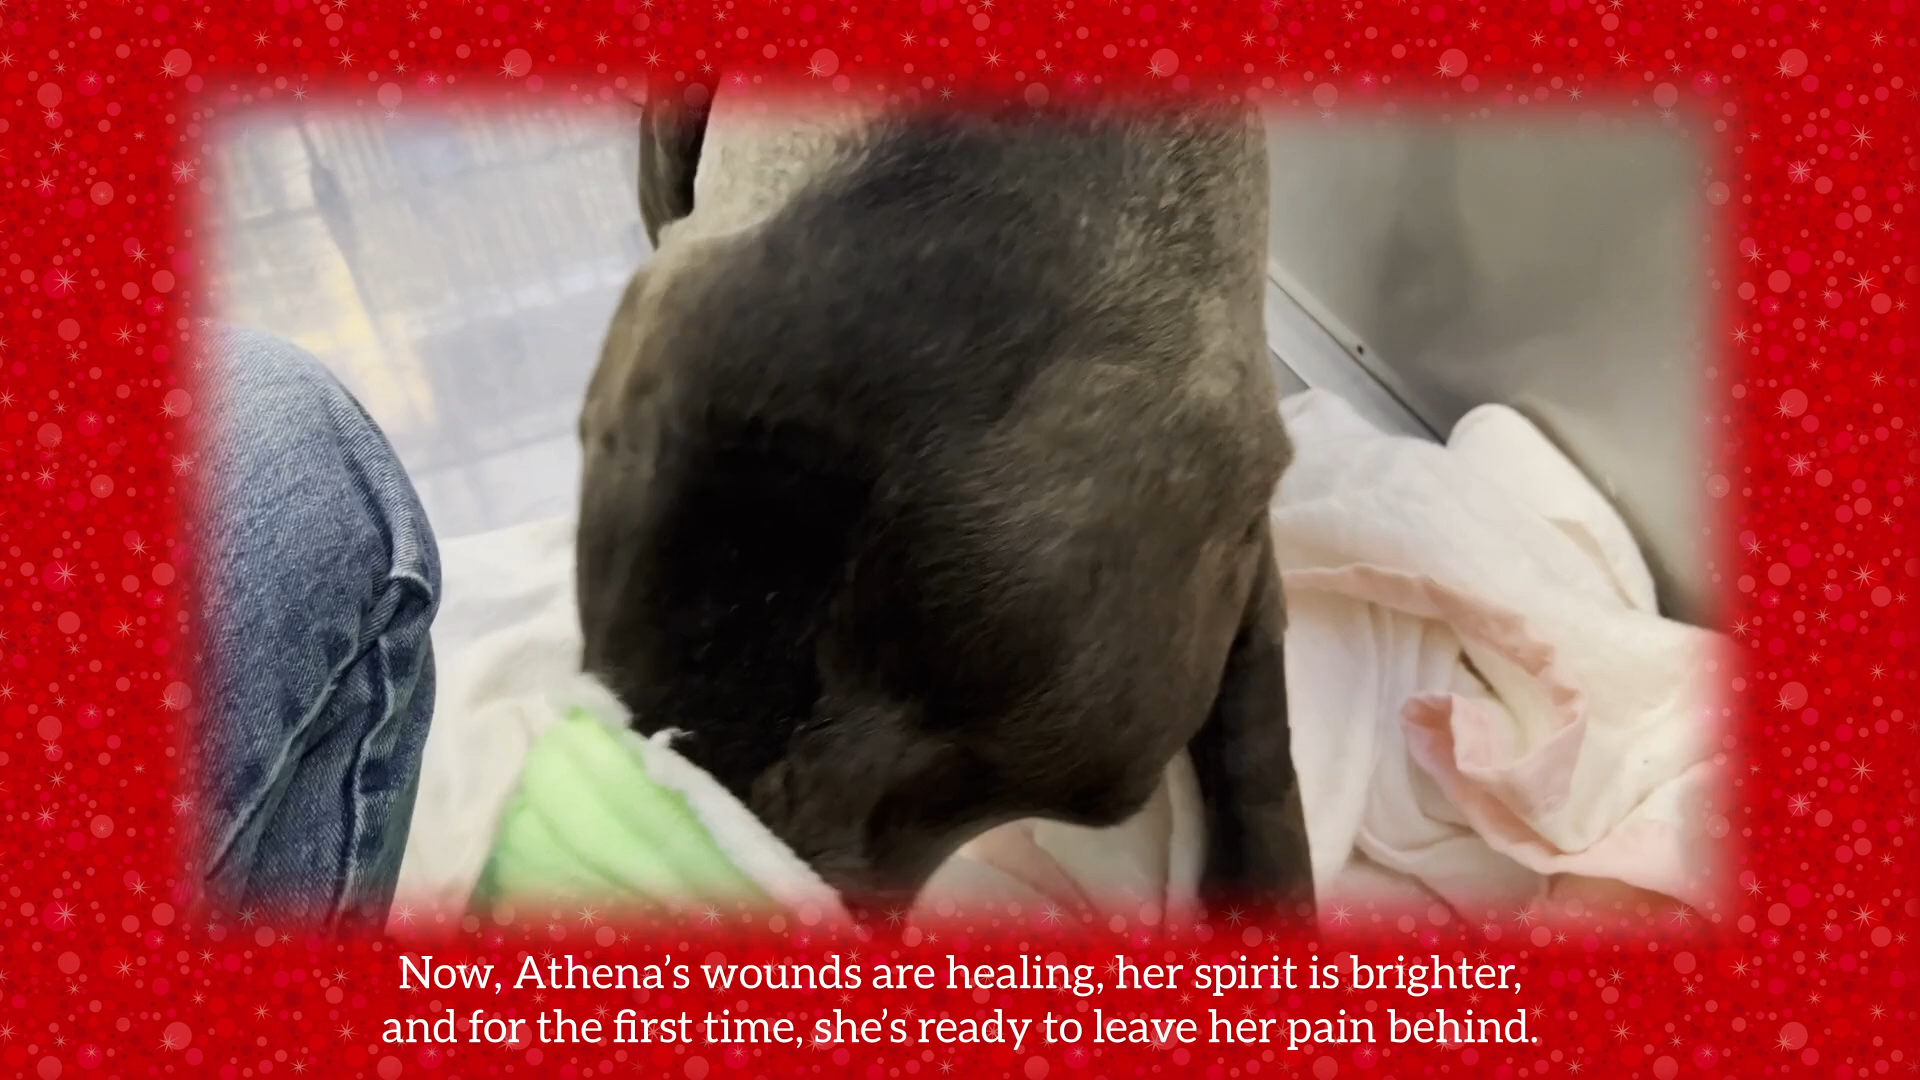 Now, Athena’s wounds are healing, her spirit is brighter,
and for the first time, she’s ready to leave her pain behind.